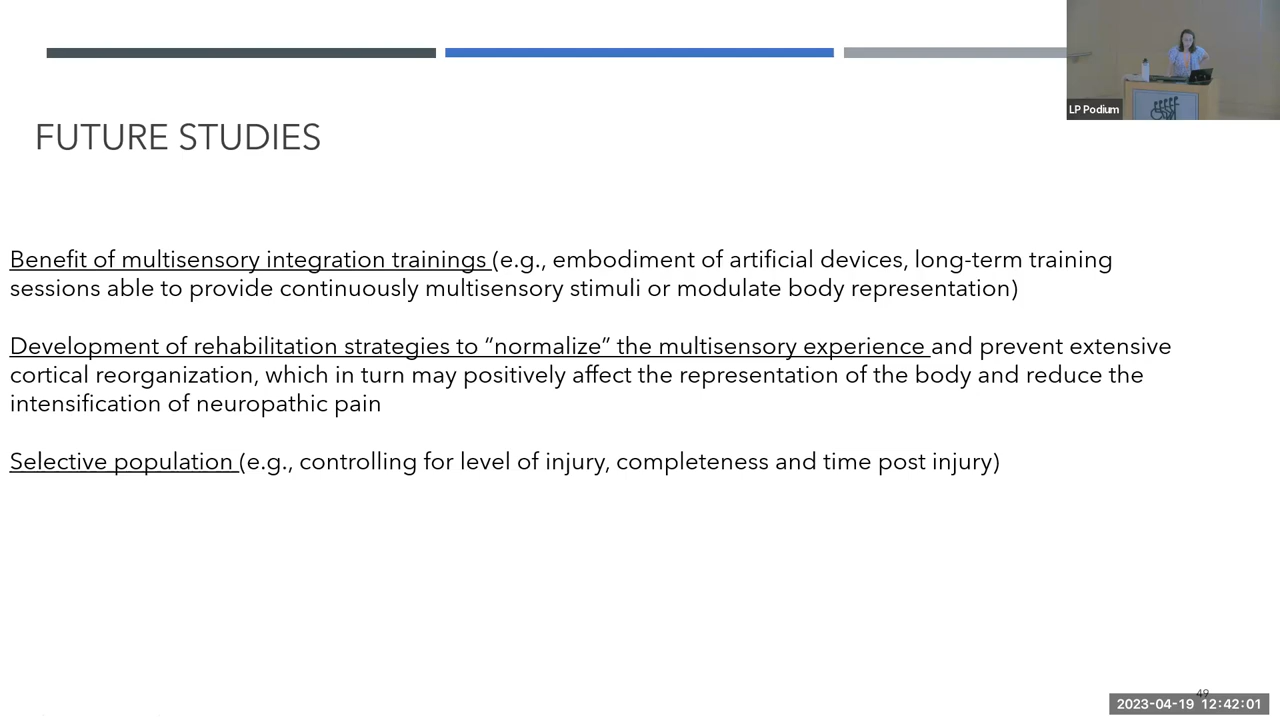 LP Podium
FUTURE STUDIES
Benefit of multisensory integration trainings (e.g., embodiment of artificial devices, long-term training
sessions able to provide continuously multisensory stimuli or modulate body representation)
Development of rehabilitation strategies to “normalize” the multisensory experience and prevent extensive
cortical reorganization, which in turn may positively affect the representation of the body and reduce the
intensification of neuropathic pain
Selective population (e.g., controlling for level of injury, completeness and time post injury)
49
2023-04-19 12:42:01